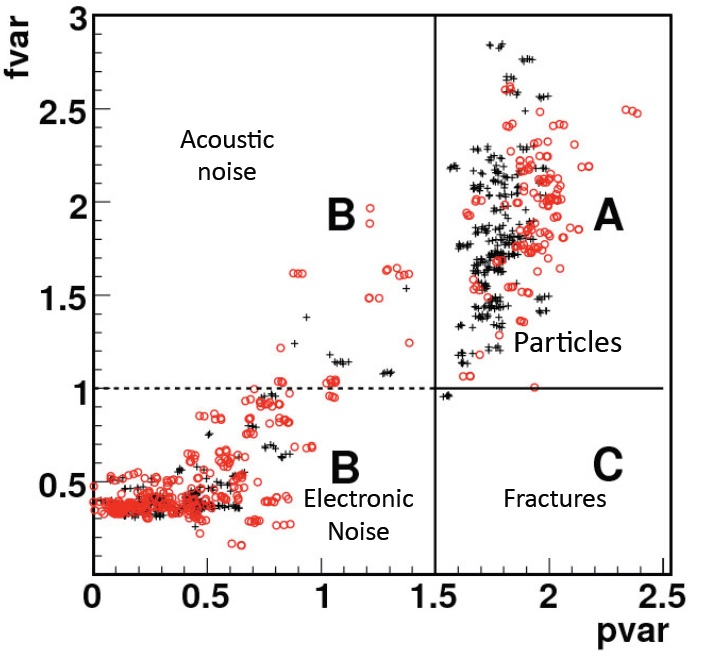 3
fvar
2.5
Acoustic
noise
2
B
A
1.5
Particles
1
B
C
0.5
Electronic
Fractures
Noise
0
0.5
1
1.5
2
2.5
pvar